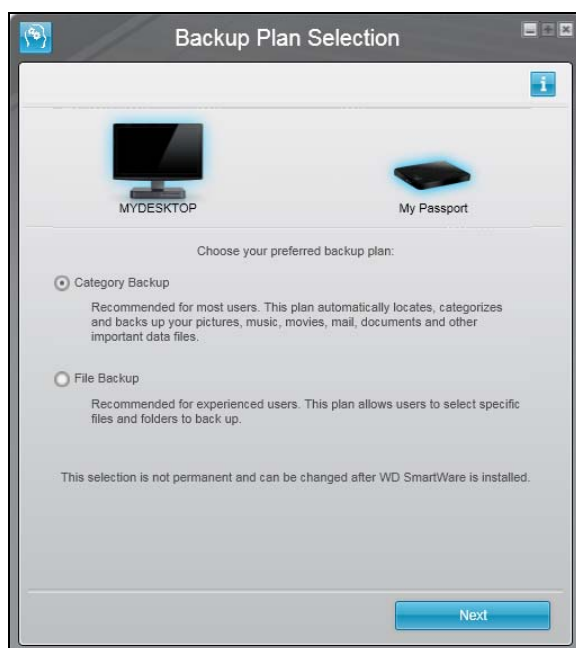 Backup Plan Selection
MYDESKTOP
My Passport
Choose your preferred backup plan:
Category Backup
Recommended for most users. This plan automatically locates, categorizes
and backs up your pictures, music, movies, mail, documents and other
important data files.
File Backup
Recommended for experienced users. This plan allows users to select specific
files and folders to back up.
This selection is not permanent and can be changed after WD SmartWare is installed.
Next